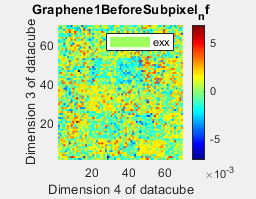 Graphene1BeforeSubpixel_nf
exx
Dimension 3 of datacube
60
40
20
20 40 60
Dimension 4 of datacube
5
0
-5
×10⁻³